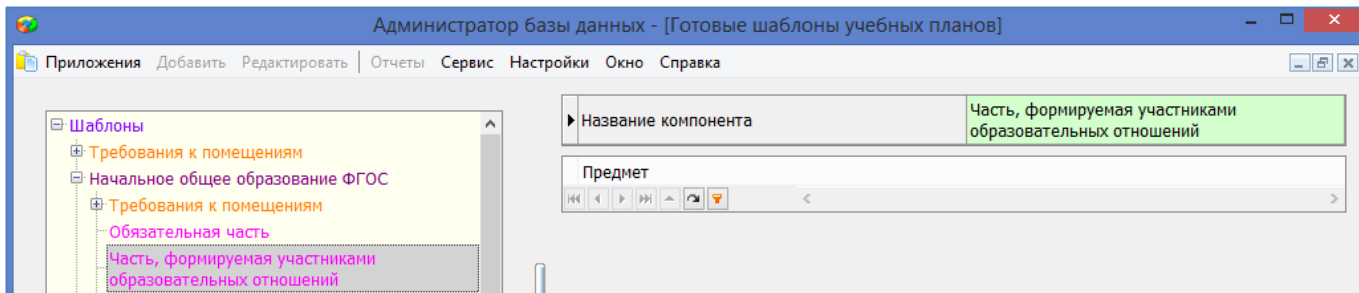 Администратор базы данных - [Готовые шаблоны учебных планов]
Приложения Добавить Редактировать Отчеты Сервис Настройки Окно Справка
Шаблоны
Требования к помещениям
Начальное общее образование ФГОС
Требования к помещениям
Обязательная часть
Часть, формируемая участниками
образовательных отношений
Название компонента
Часть, формируемая участниками
образовательных отношений
Предмет